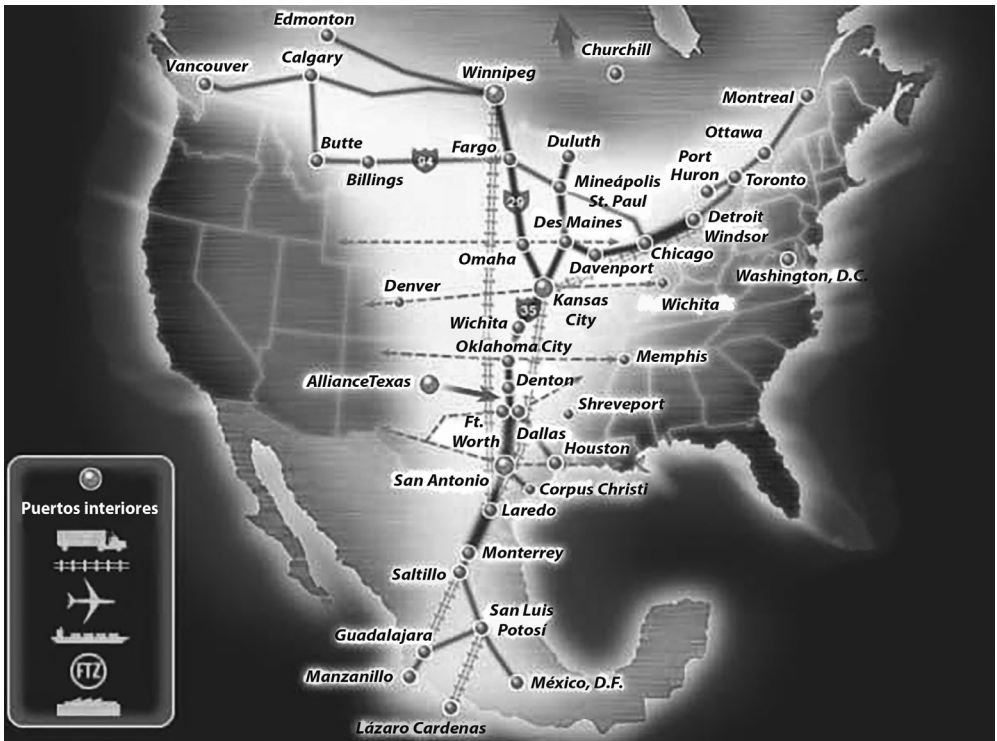 Edmonton
Churchill
Calgary
Vancouver
Winnipeg
Montreal
Ottawa
Butte
Fargo
Duluth
Port
Huron
Toronto
94
Billings
Mineápolis
St. Paul
29
Des Maines
Detroit
Windsor
Omaha
Davenport
Chicago
Washington, D.C.
Denver
Kansas
City
Wichita
35
Wichita
Oklahoma City
Memphis
AllianceTexas
Denton
Shreveport
Ft.
Worth
Dallas
Houston
San Antonio
Corpus Christi
Laredo
Puertos interiores
Monterrey
Saltillo
San Luis
Potosí
Guadalajara
Manzanillo
México, D.F.
FTZ
Lázaro Cardenas